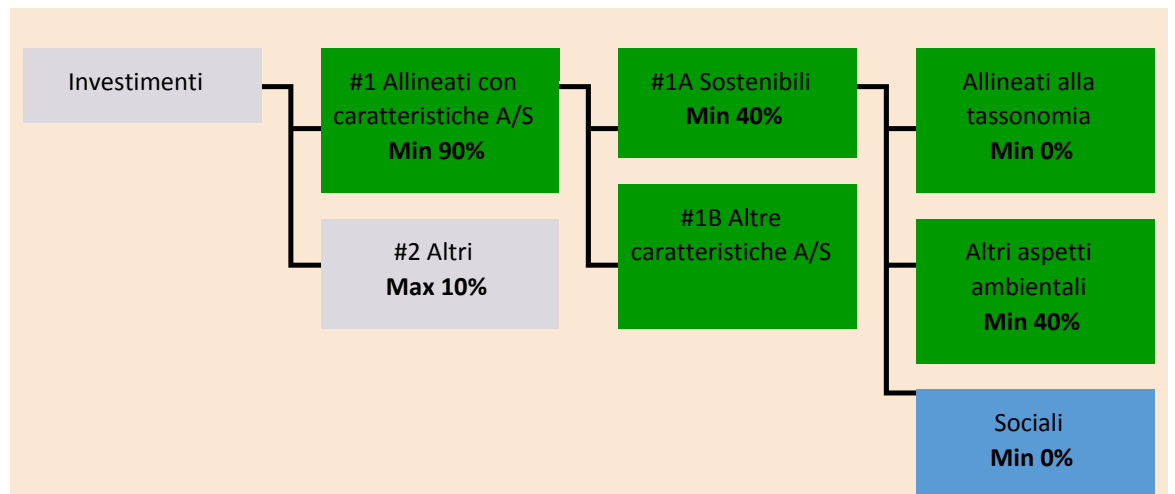 Investimenti
#1 Allineati con
caratteristiche A/S
Min 90%
#2 Altri
Max 10%
#1A Sostenibili
Min 40%
#1B Altre
caratteristiche A/S
Allineati alla
tassonomia
Min 0%
Altri aspetti
ambientali
Min 40%
Sociali
Min 0%